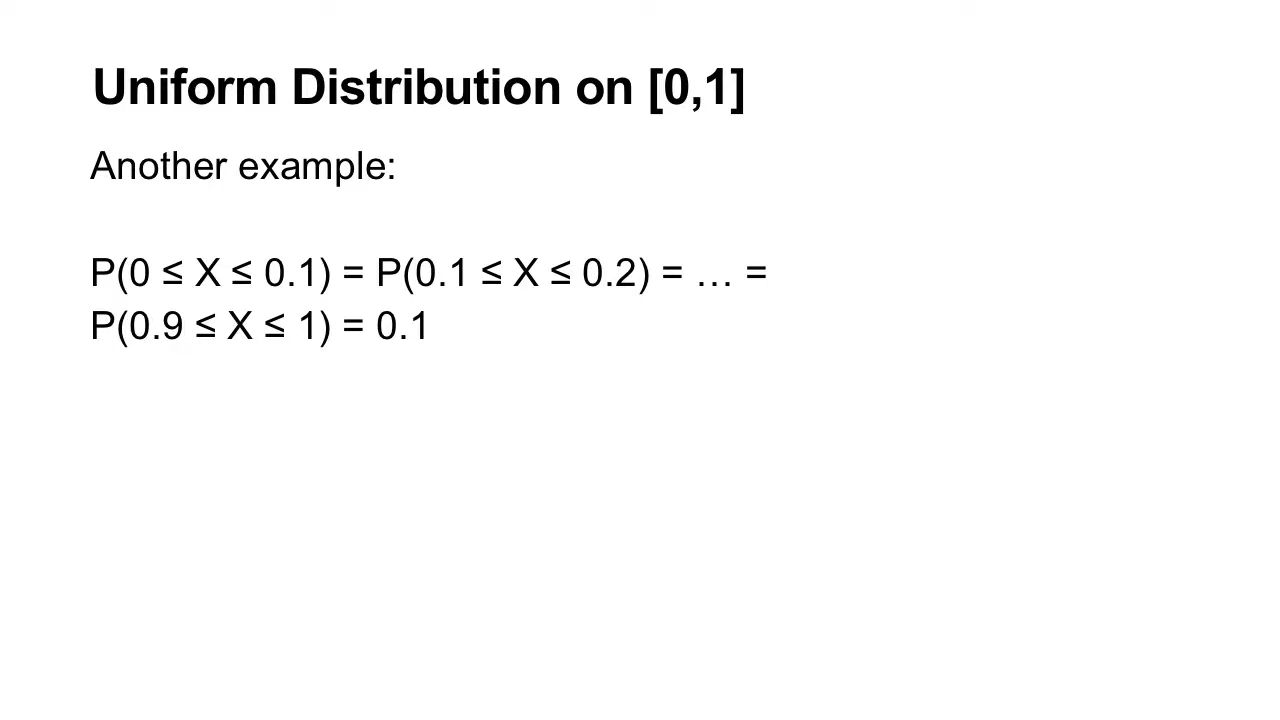 Uniform Distribution on [0,1]
Another example:
P(0 ≤ X ≤ 0.1) = P(0.1 ≤ X ≤ 0.2) = … =
P(0.9 ≤ X ≤ 1) = 0.1